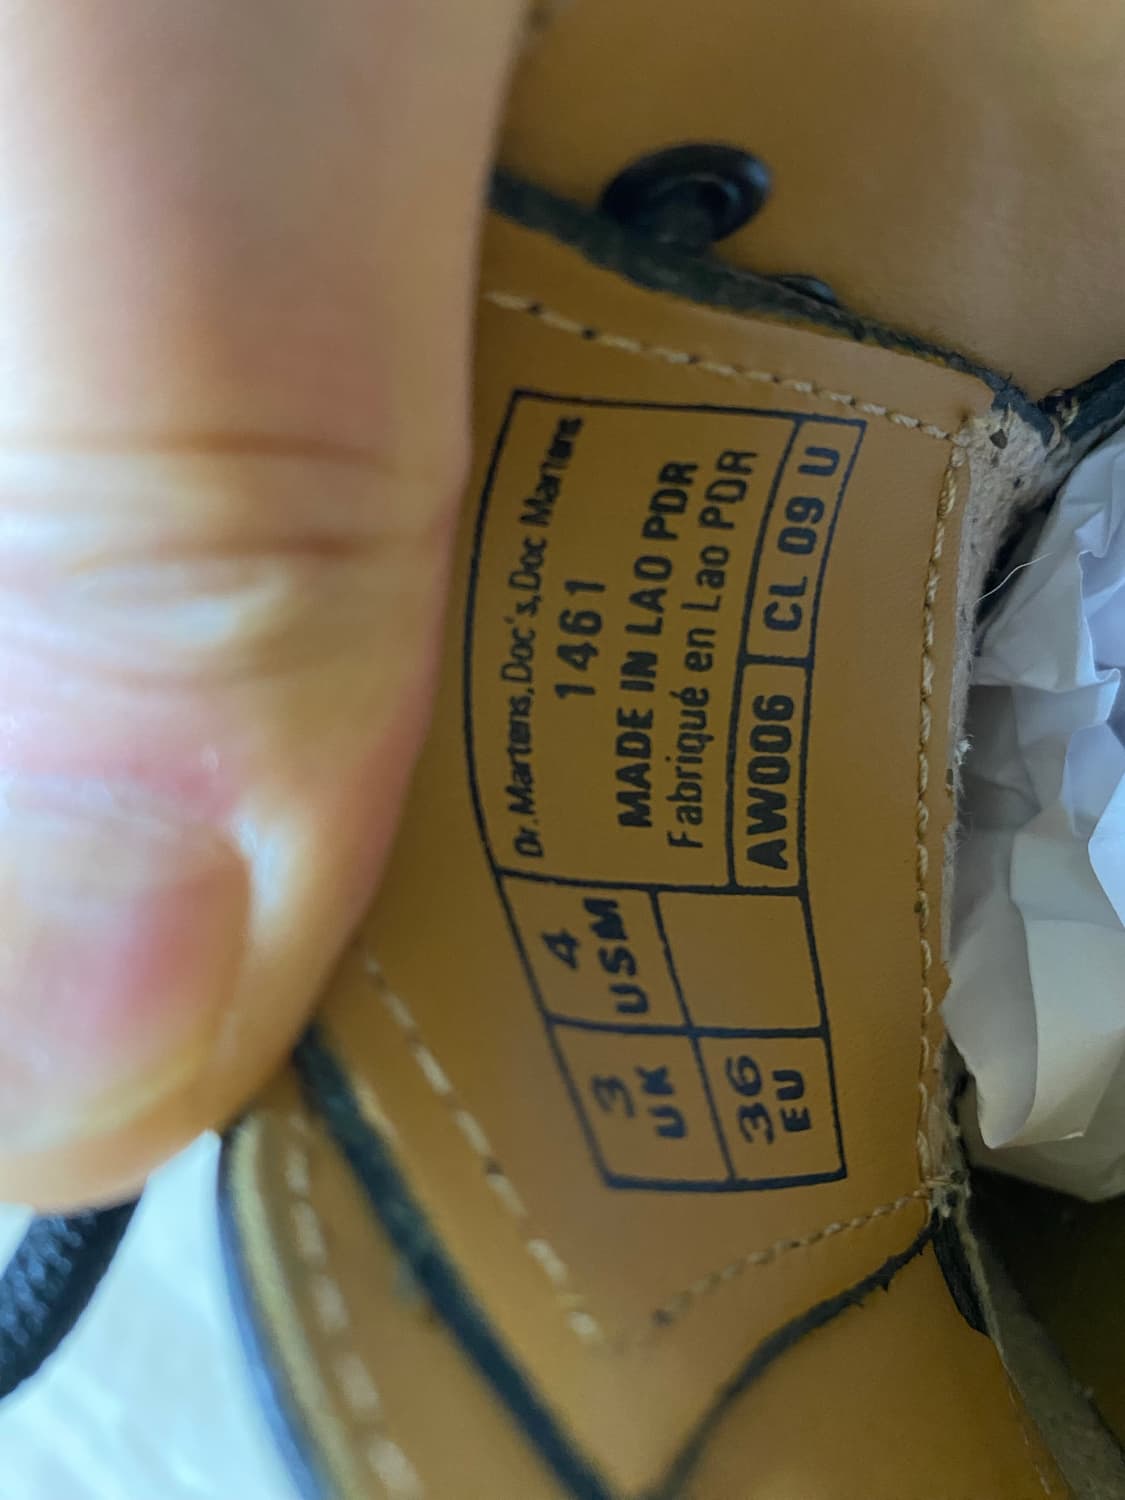 Dr.Martens,Doc's,Doc Martens
1461
MADE IN LAO PDR
Fabriqué en Lao PDR
AW006 CL 09 U
3 UK
4 USM
36 EU